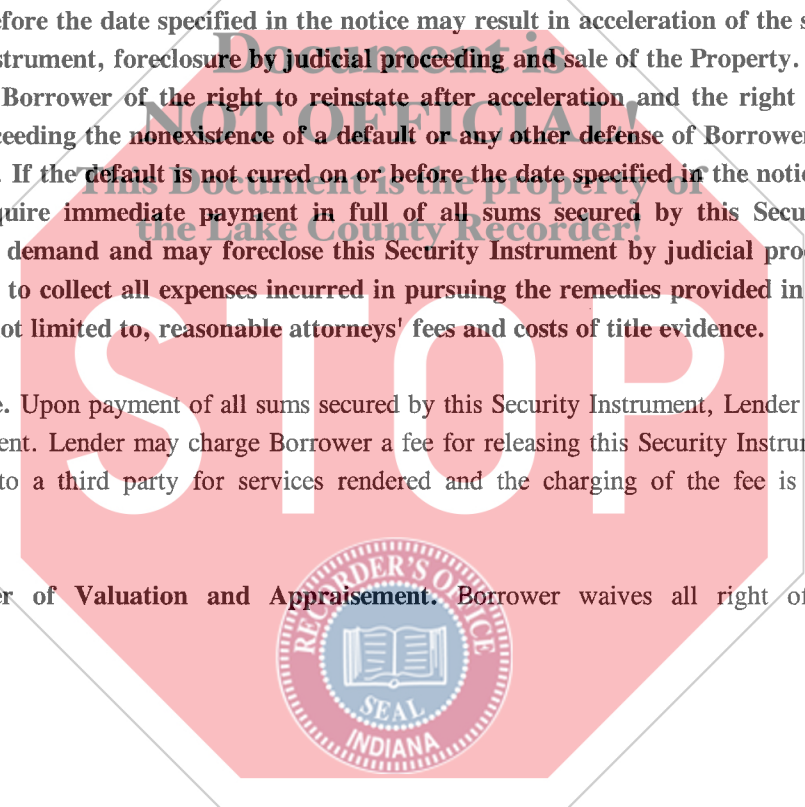 efore the date specified in the notice may result in acceleration of the s
strument, foreclosure by judicial proceeding and sale of the Property.
Document is
Borrower of the right to reinstate after acceleration and the right
NOT OFFICIAL!
ceeding the nonexistence of a default or any other defense of Borrower
. If the default is not cured on or before the date specified in the notic
This Document is the property of
quire immediate payment in full of all sums secured by this Secu
the Lake County Recorder!
demand and may foreclose this Security Instrument by judicial pro
to collect all expenses incurred in pursuing the remedies provided in
ot limited to, reasonable attorneys' fees and costs of title evidence.
STOP
e. Upon payment of all sums secured by this Security Instrument, Lender
ent. Lender may charge Borrower a fee for releasing this Security Instru
to a third party for services rendered and the charging of the fee is
er of Valuation and Appraisement. Borrower waives all right of
RECORDER'S OFFICE
SEAL
INDIANA